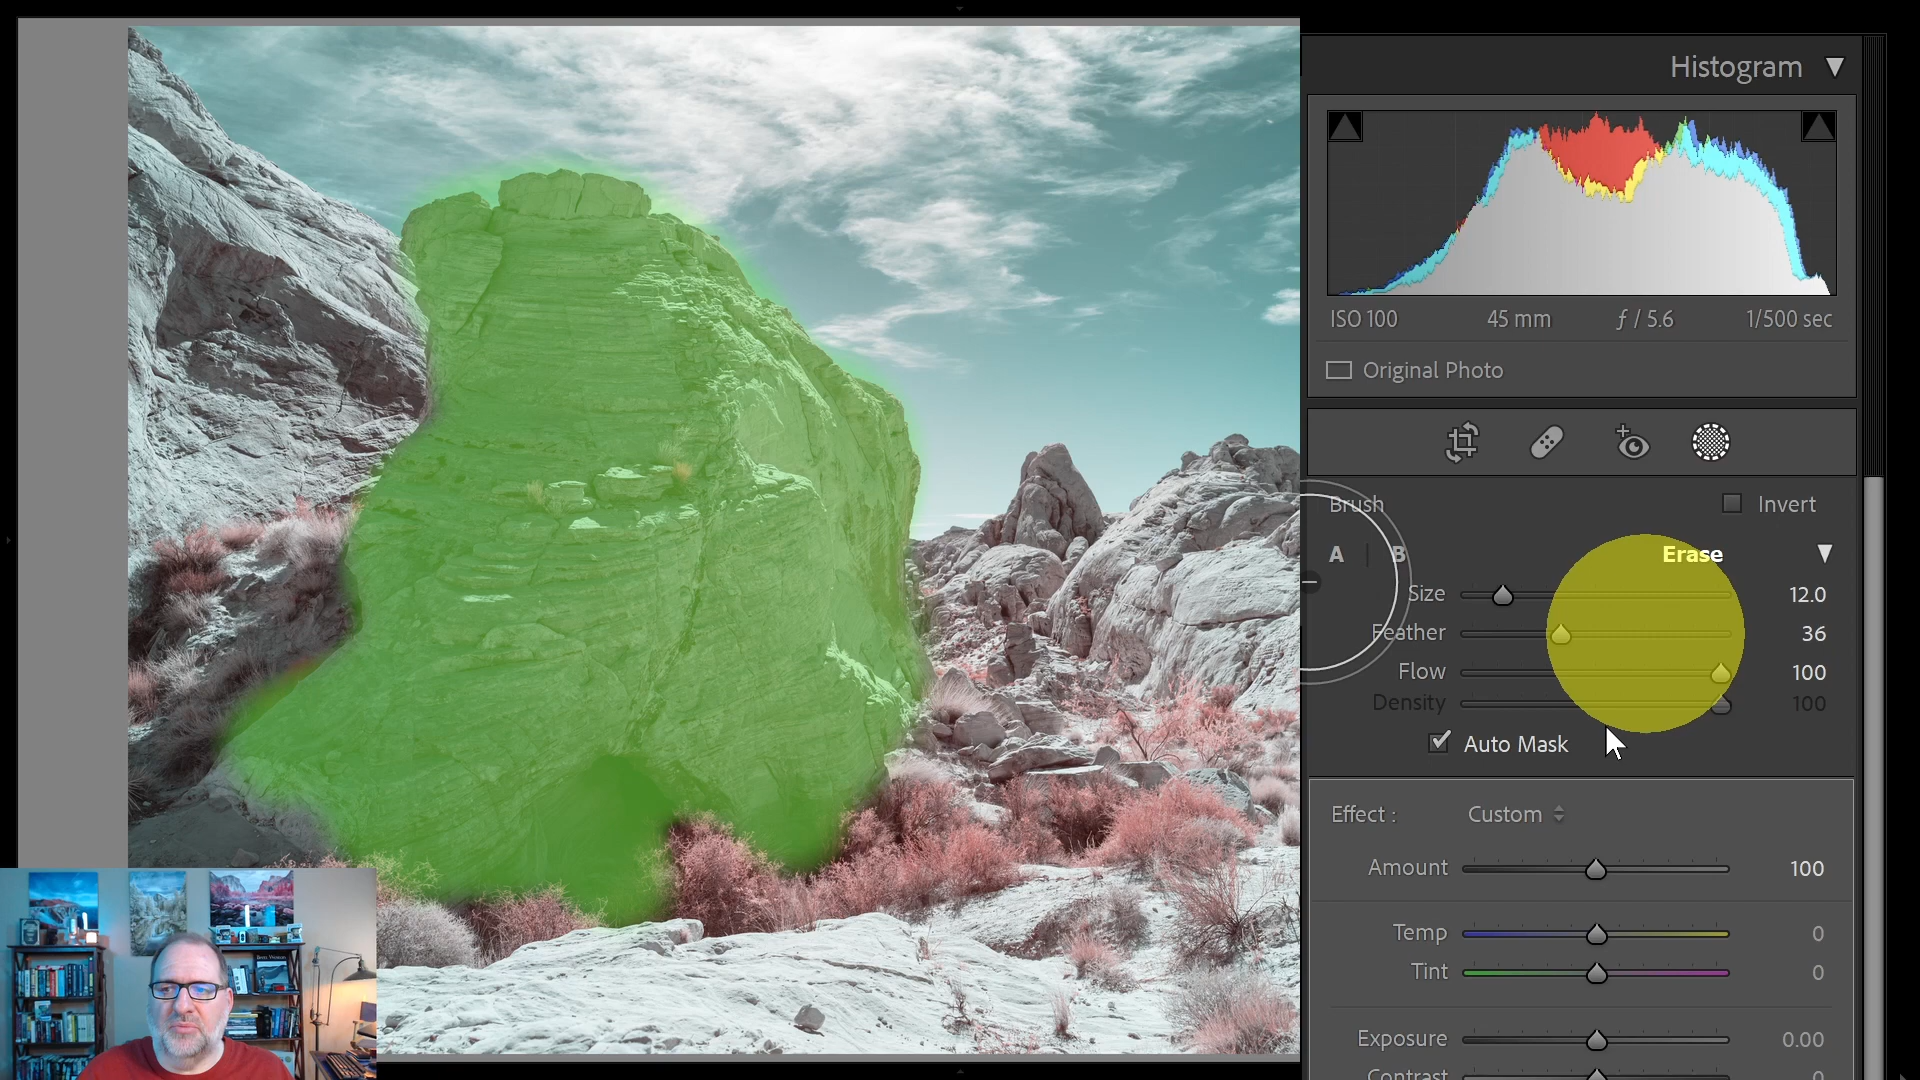 Histogram
ISO 100 45 mm ƒ / 5.6 1/500 sec
Original Photo
Brush Invert
A B Erase
Size 12.0
Feather 36
Flow 100
Density 100
Auto Mask
Effect : Custom
Amount 100
Temp 0
Tint 0
Exposure 0.00
Contrast 0